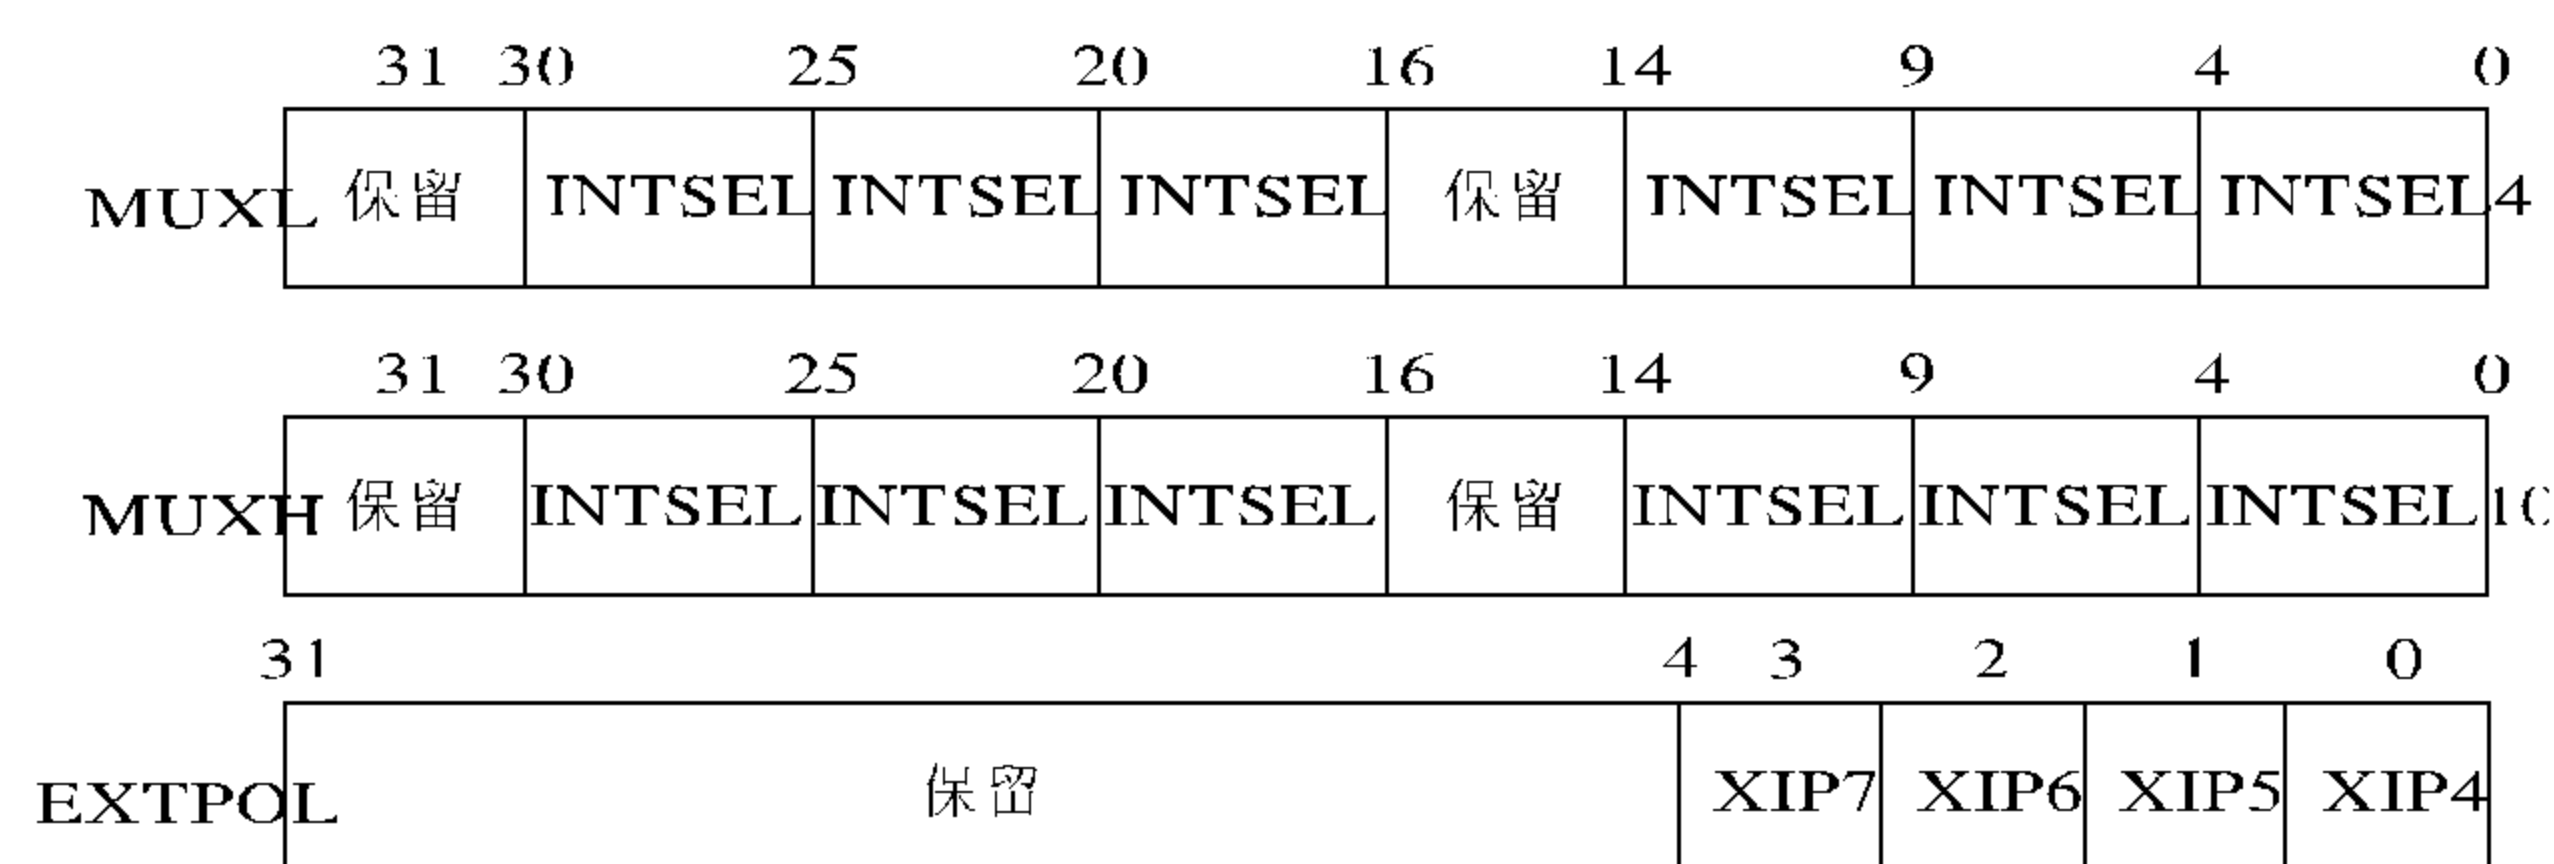 31 30 25 20 16 14 9 4 0
MUXL 保留 INTSEL INTSEL INTSEL 保留 INTSEL INTSEL INTSEL4
31 30 25 20 16 14 9 4 0
MUXH 保留 INTSEL INTSEL INTSEL 保留 INTSEL INTSEL INTSEL10
31 4 3 2 1 0
EXTPOL 保留 XIP7 XIP6 XIP5 XIP4